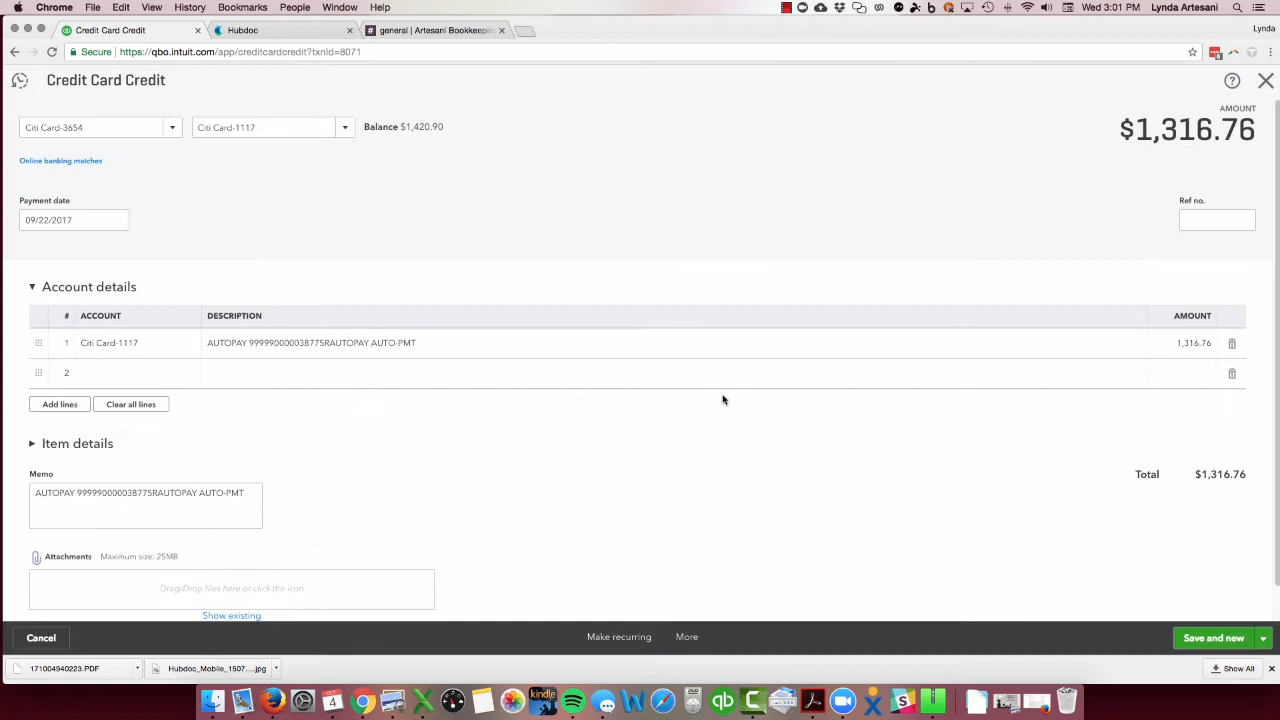 Chrome File Edit View History Bookmarks People Window Help
Wed 3:01 PM Lynda Artesani
Credit Card Credit
Hubdoc
general | Artesani Bookkeepin
Lynda
Secure https://qbo.intuit.com/app/creditcardcredit?txnId=8071
Credit Card Credit
AMOUNT
Citi Card-3654
Citi Card-1117
Balance $1,420.90
$1,316.76
Online banking matches
Payment date
Ref no.
09/22/2017
Account details
# ACCOUNT DESCRIPTION AMOUNT
1 Citi Card-1117 AUTOPAY 999990000038775RAUTOPAY AUTO-PMT 1,316.76
2
Add lines
Clear all lines
Item details
Memo
Total $1,316.76
AUTOPAY 999990000038775RAUTOPAY AUTO-PMT
Attachments Maximum size: 25MB
Drag/Drop files here or click the icon
Show existing
Cancel
Make recurring
More
Save and new
171004940223.PDF
Hubdoc_Mobile_1507....jpg
Show All